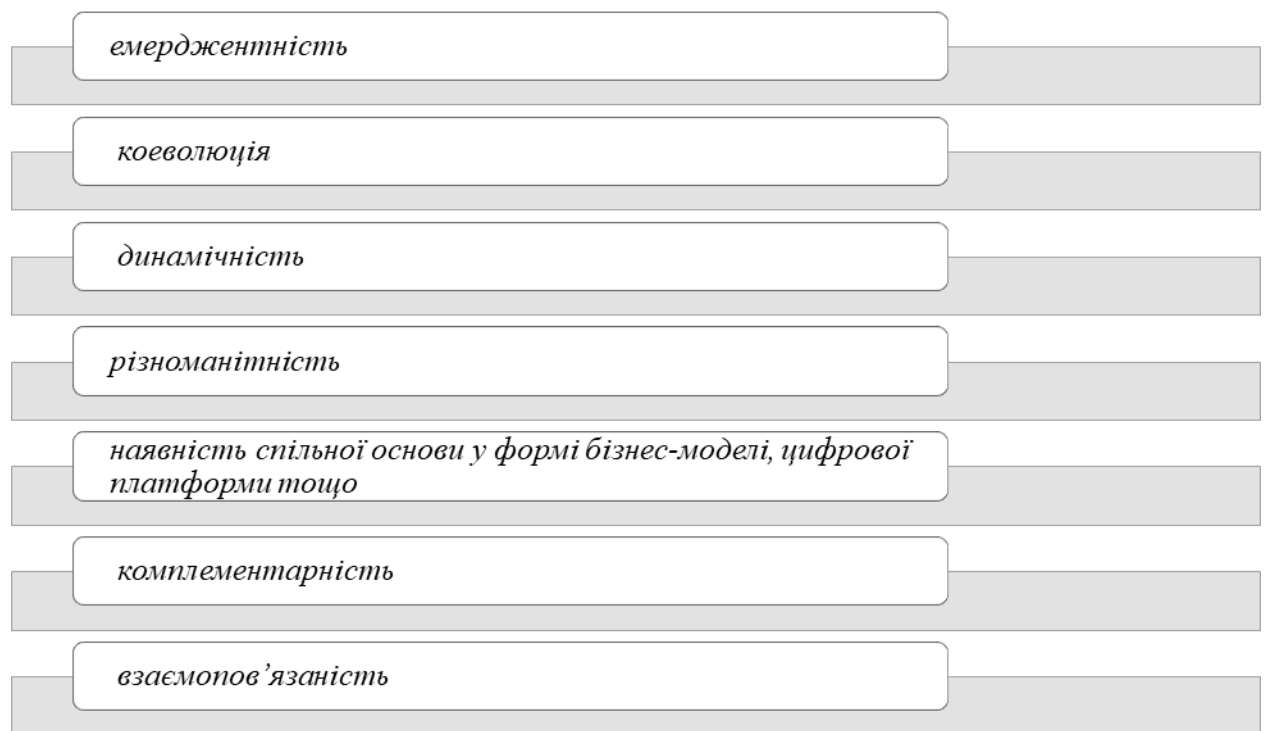 емерджентність
коеволюція
динамічність
різноманітність
наявність спільної основи у формі бізнес-моделі, цифрової
платформи тощо
комплементарність
взаємопов’язаність